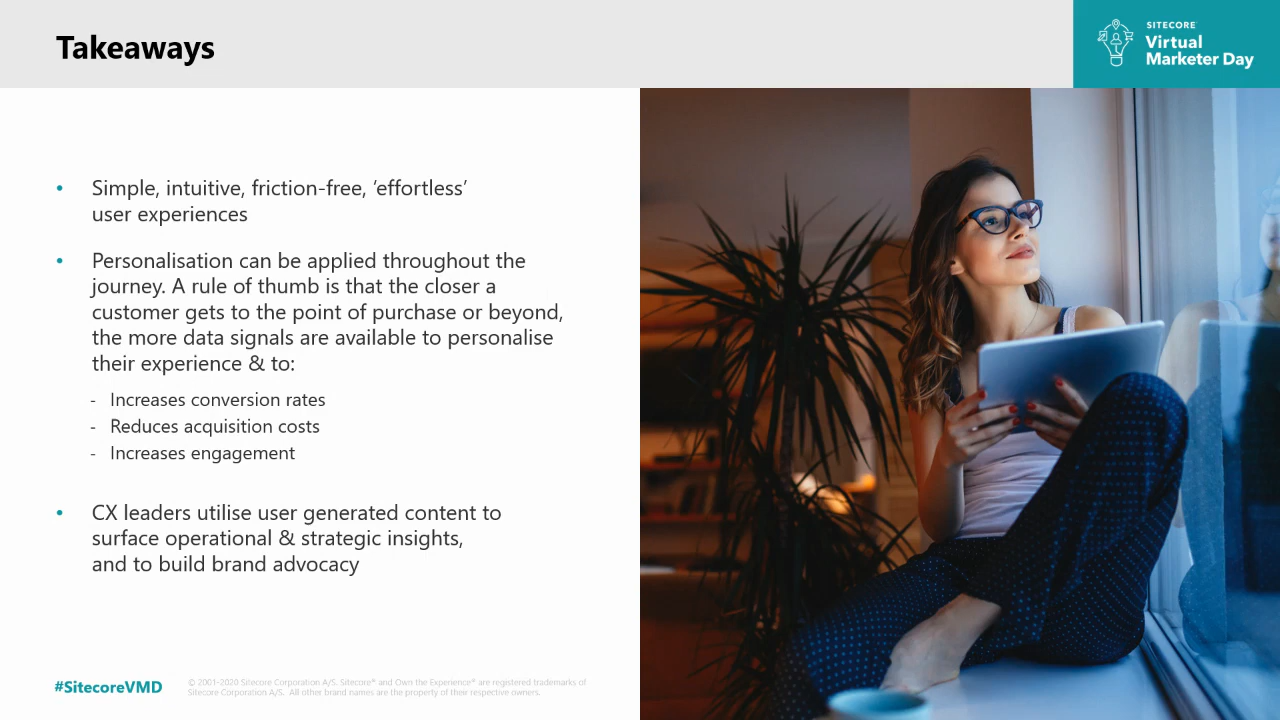 Takeaways
SITECORE
Virtual
Marketer Day
• Simple, intuitive, friction-free, ‘effortless’
user experiences
• Personalisation can be applied throughout the
journey. A rule of thumb is that the closer a
customer gets to the point of purchase or beyond,
the more data signals are available to personalise
their experience & to:
- Increases conversion rates
- Reduces acquisition costs
- Increases engagement
• CX leaders utilise user generated content to
surface operational & strategic insights,
and to build brand advocacy
#SitecoreVMD
© 2001-2020 Sitecore Corporation A/S. Sitecore® and Own the Experience® are registered trademarks of
Sitecore Corporation A/S. All other brand names are the property of their respective owners.